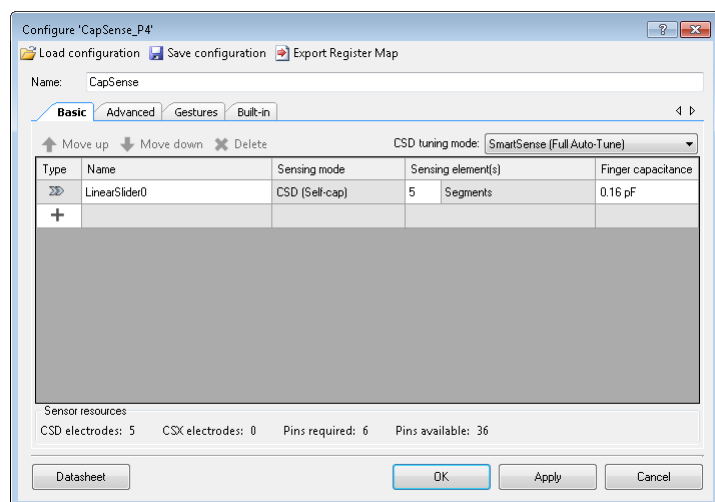 Configure 'CapSense_P4'
Load configuration Save configuration Export Register Map
Name: CapSense
Basic Advanced Gestures Built-in
Move up Move down Delete CSD tuning mode: SmartSense (Full Auto-Tune)
Type Name Sensing mode Sensing element(s) Finger capacitance
LinearSlider0 CSD (Self-cap) 5 Segments 0.16 pF
Sensor resources
CSD electrodes: 5 CSX electrodes: 0 Pins required: 6 Pins available: 36
Datasheet OK Apply Cancel